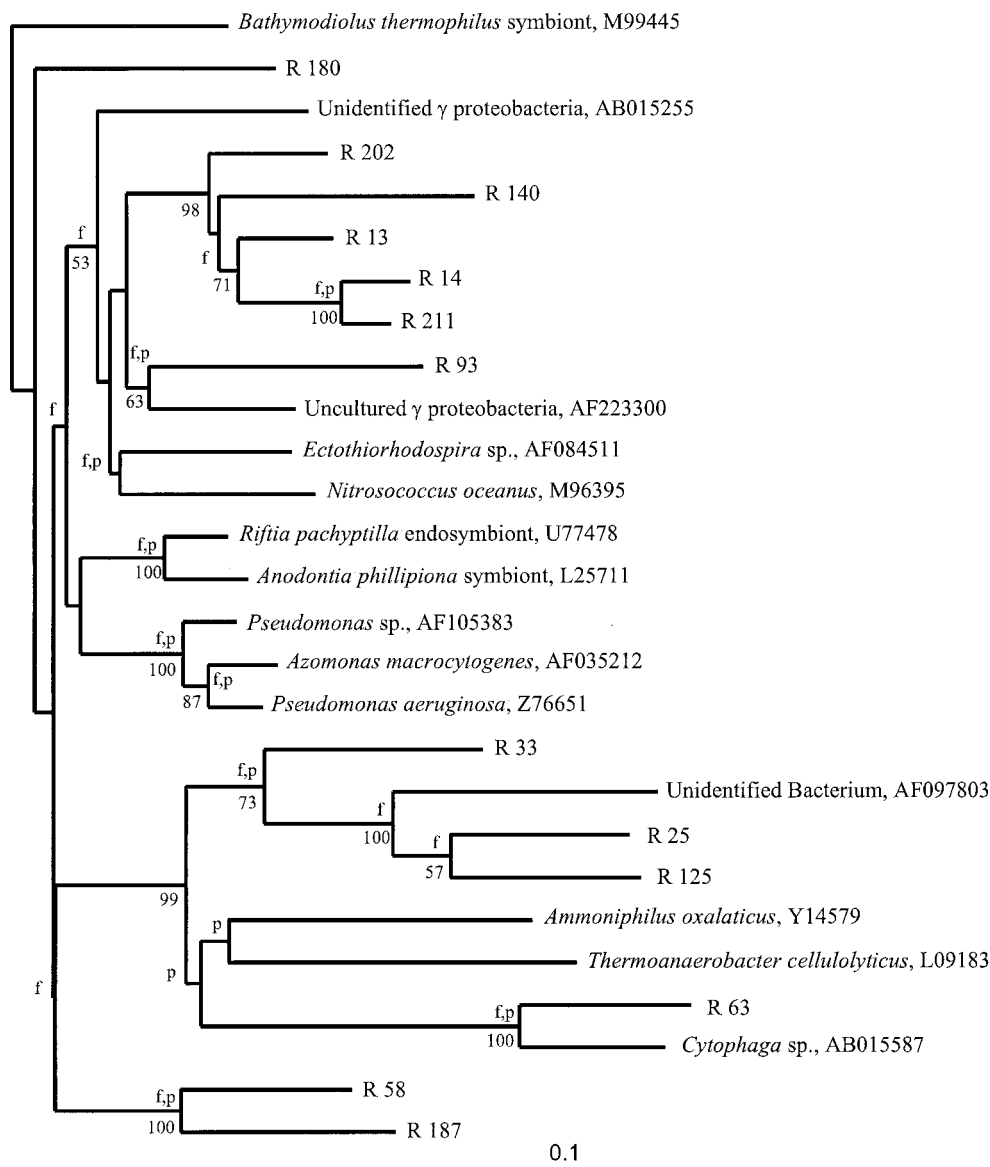 Bathymodiolus thermophilus symbiont, M99445
R 180
Unidentified γ proteobacteria, AB015255
R 202
R 140
98
f
53
R 13
f
71
R 14
f,p
100
R 211
R 93
f,p
63
Uncultured γ proteobacteria, AF223300
f
Ectothiorhodospira sp., AF084511
f,p
Nitrosococcus oceanus, M96395
Riftia pachyptilla endosymbiont, U77478
f,p
100
Anodontia phillipiona symbiont, L25711
Pseudomonas sp., AF105383
f,p
100
Azomonas macrocytogenes, AF035212
f,p
87
Pseudomonas aeruginosa, Z76651
R 33
f,p
73
Unidentified Bacterium, AF097803
f
100
R 25
f
57
R 125
99
Ammoniphilus oxalaticus, Y14579
p
Thermoanaerobacter cellulolyticus, L09183
p
f
R 63
f,p
100
Cytophaga sp., AB015587
R 58
f,p
100
R 187
0.1